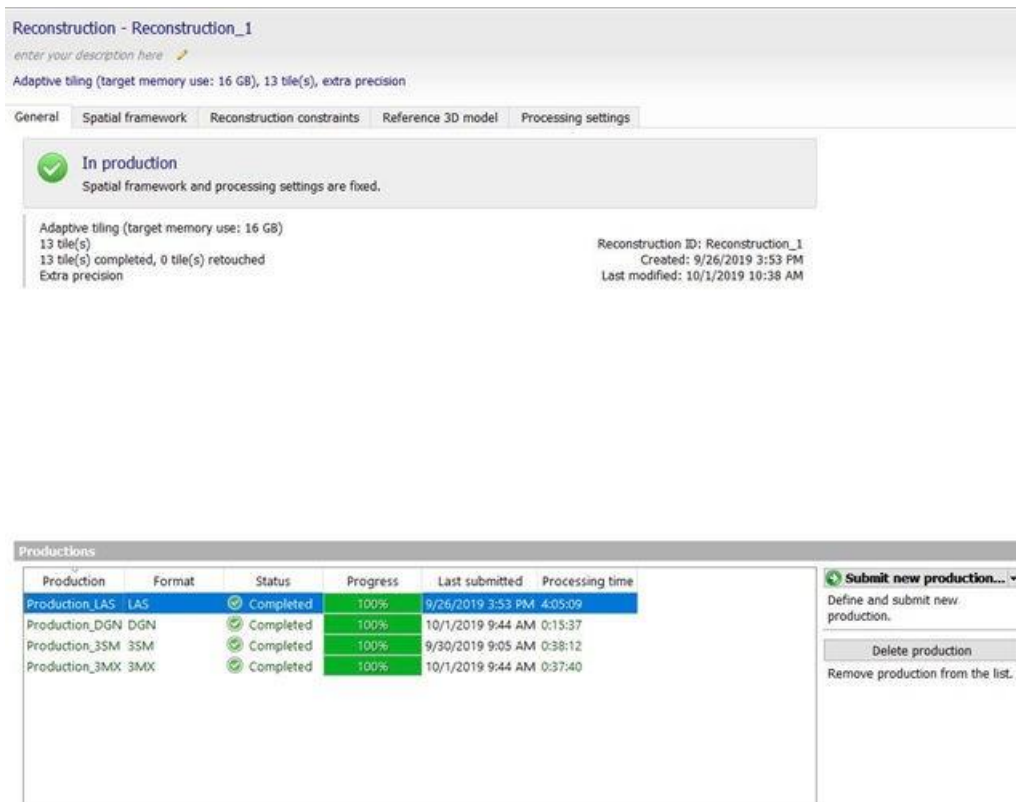 Reconstruction - Reconstruction_1
enter your description here
Adaptive tiling (target memory use: 16 GB), 13 tile(s), extra precision
General Spatial framework Reconstruction constraints Reference 3D model Processing settings
In production
Spatial framework and processing settings are fixed.
Adaptive tiling (target memory use: 16 GB)
13 tile(s) Reconstruction ID: Reconstruction_1
13 tile(s) completed, 0 tile(s) retouched Created: 9/26/2019 3:53 PM
Extra precision Last modified: 10/1/2019 10:38 AM
Productions
Production Format Status Progress Last submitted Processing time Submit new production...
Production_LAS LAS Completed 100% 9/26/2019 3:53 PM 4:05:09 Define and submit new
Production_DGN DGN Completed 100% 10/1/2019 9:44 AM 0:15:37 production.
Production_3SM 3SM Completed 100% 9/30/2019 9:05 AM 0:38:12 Delete production
Production_3MX 3MX Completed 100% 10/1/2019 9:44 AM 0:37:40 Remove production from the list.